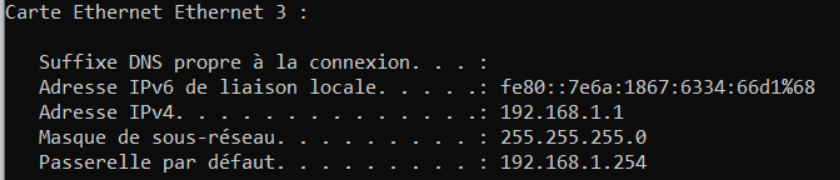 Carte Ethernet Ethernet 3 :
Suffixe DNS propre à la connexion. . . :
Adresse IPv6 de liaison locale. . . . .: fe80::7e6a:1867:6334:66d1%68
Adresse IPv4. . . . . . . . . . . . . .: 192.168.1.1
Masque de sous-réseau. . . . . . . . . : 255.255.255.0
Passerelle par défaut. . . . . . . . . : 192.168.1.254